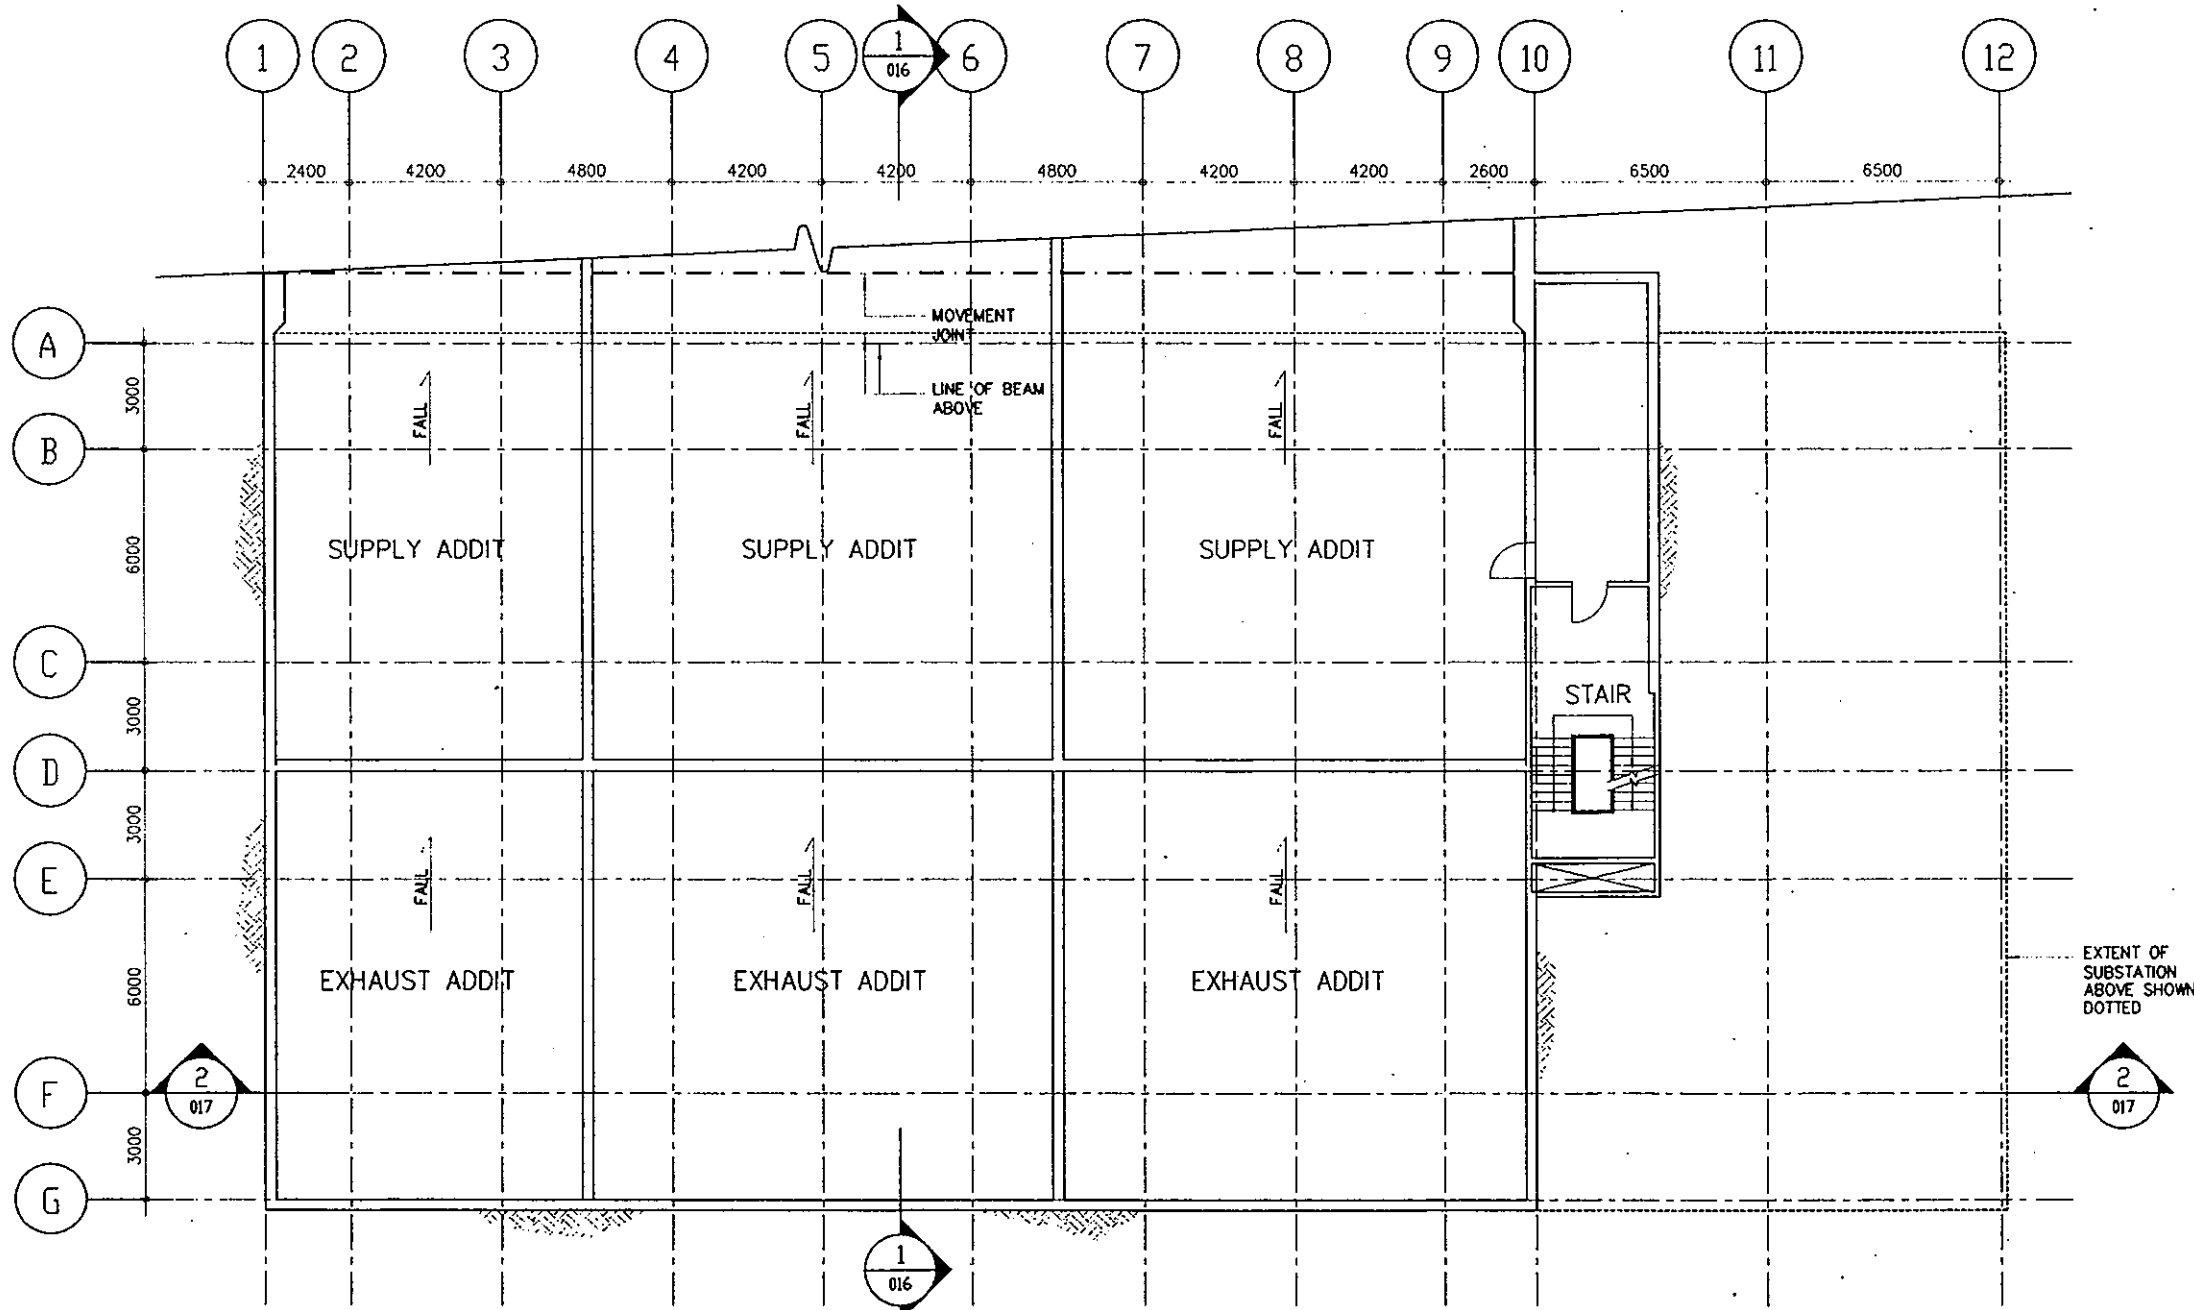 1 2 3 4 5 1 6 7 8 9 10 11 12
016
2400 4200 4800 4200 4200 4800 4200 4200 2600 6500 6500
MOVEMENT
JOINT
A
3000
LINE OF BEAM
ABOVE
FALL FALL FALL
B
6000
SUPPLY ADDIT SUPPLY ADDIT SUPPLY ADDIT
C
3000
STAIR
D
3000
E
FALL FALL FALL
EXTENT OF
SUBSTATION
ABOVE SHOWN
DOTTED
6000
EXHAUST ADDIT EXHAUST ADDIT EXHAUST ADDIT
F
2
017
2
017
3000
G
1
016